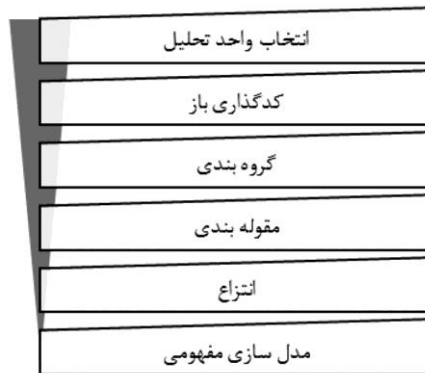 انتخاب واحد تحلیل
کدگذاری باز
گروه بندی
مقوله بندی
انتزاع
مدل سازی مفهومی